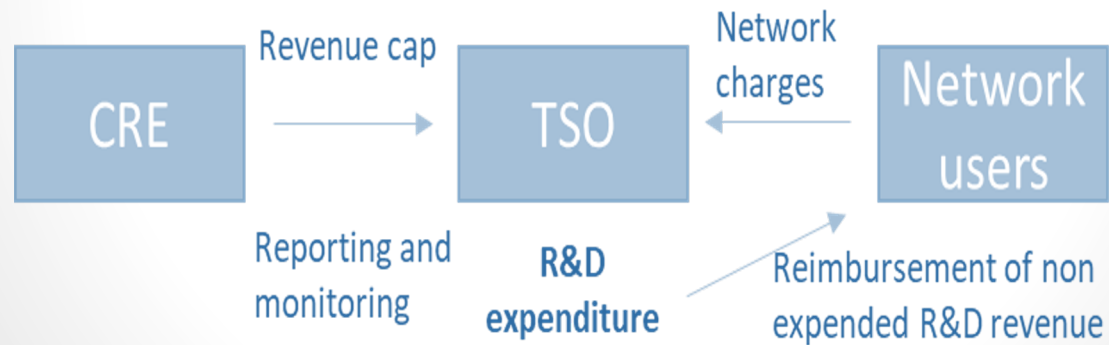 Revenue cap
Network
charges
CRE
TSO
Network
users
Reporting and
monitoring
R&D
expenditure
Reimbursement of non
expended R&D revenue